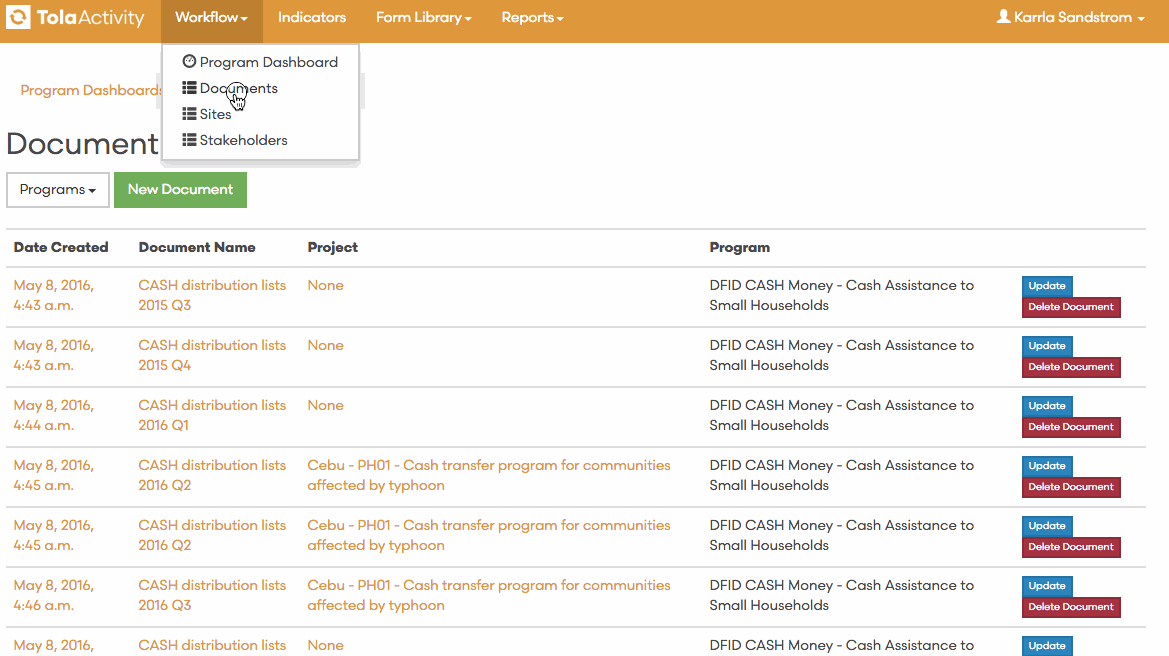 TolaActivity Workflow Indicators Form Library Reports Karrla Sandstrom
Program Dashboard
Documents
Sites
Stakeholders
Program Dashboards
Document
Programs New Document
Date Created Document Name Project Program
May 8, 2016, CASH distribution lists None DFID CASH Money - Cash Assistance to Update
4:43 a.m. 2015 Q3 Small Households Delete Document
May 8, 2016, CASH distribution lists None DFID CASH Money - Cash Assistance to Update
4:43 a.m. 2015 Q4 Small Households Delete Document
May 8, 2016, CASH distribution lists None DFID CASH Money - Cash Assistance to Update
4:44 a.m. 2016 Q1 Small Households Delete Document
May 8, 2016, CASH distribution lists Cebu - PH01 - Cash transfer program for communities DFID CASH Money - Cash Assistance to Update
4:45 a.m. 2016 Q2 affected by typhoon Small Households Delete Document
May 8, 2016, CASH distribution lists Cebu - PH01 - Cash transfer program for communities DFID CASH Money - Cash Assistance to Update
4:45 a.m. 2016 Q2 affected by typhoon Small Households Delete Document
May 8, 2016, CASH distribution lists Cebu - PH01 - Cash transfer program for communities DFID CASH Money - Cash Assistance to Update
4:46 a.m. 2016 Q3 affected by typhoon Small Households Delete Document
May 8, 2016, CASH distribution lists None DFID CASH Money - Cash Assistance to Update